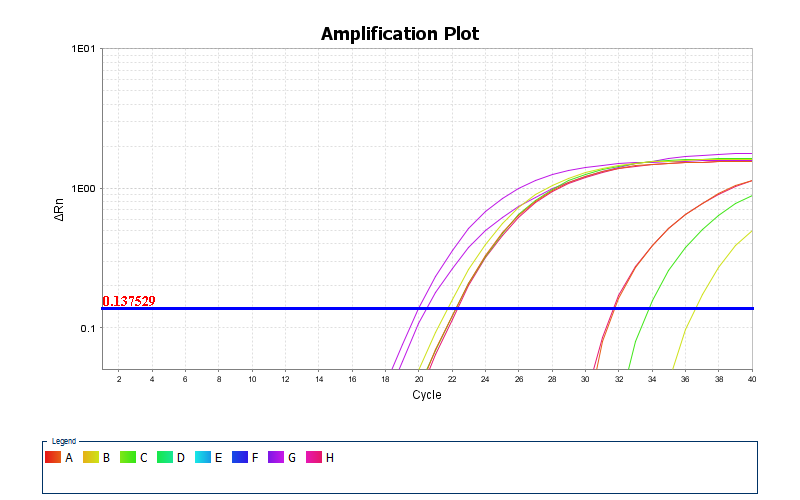 Amplification Plot
1E01
1E00
0.137529
0.1
ΔRn
2 4 6 8 10 12 14 16 18 20 22 24 26 28 30 32 34 36 38 40
Cycle
Legend
A B C D E F G H